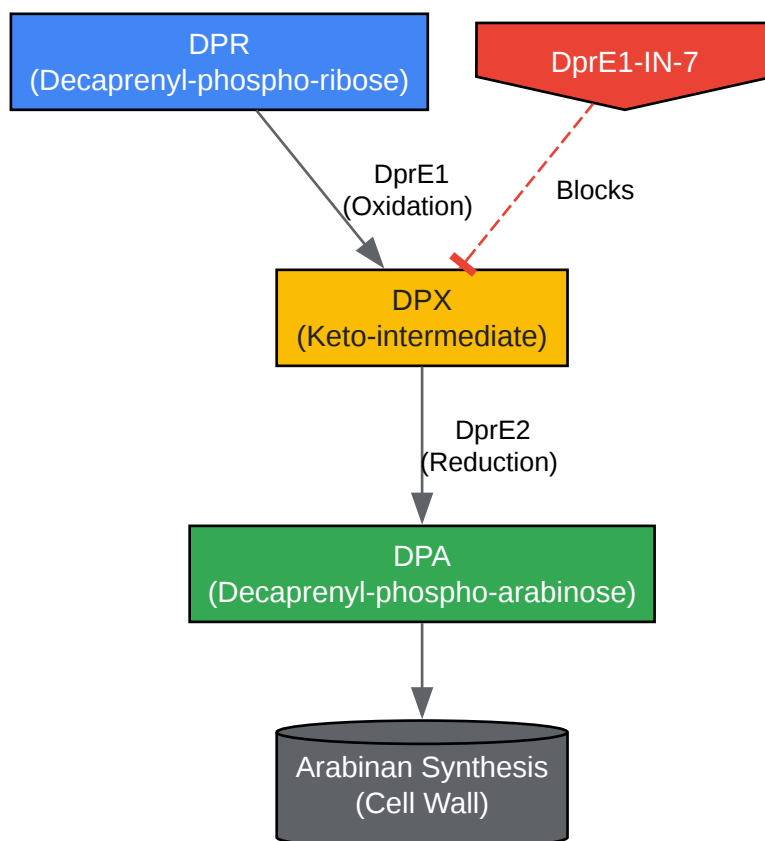 DPR
(Decaprenyl-phospho-ribose)
DprE1-IN-7
DprE1
(Oxidation)
Blocks
DPX
(Keto-intermediate)
DprE2
(Reduction)
DPA
(Decaprenyl-phospho-arabinose)
Arabinan Synthesis
(Cell Wall)